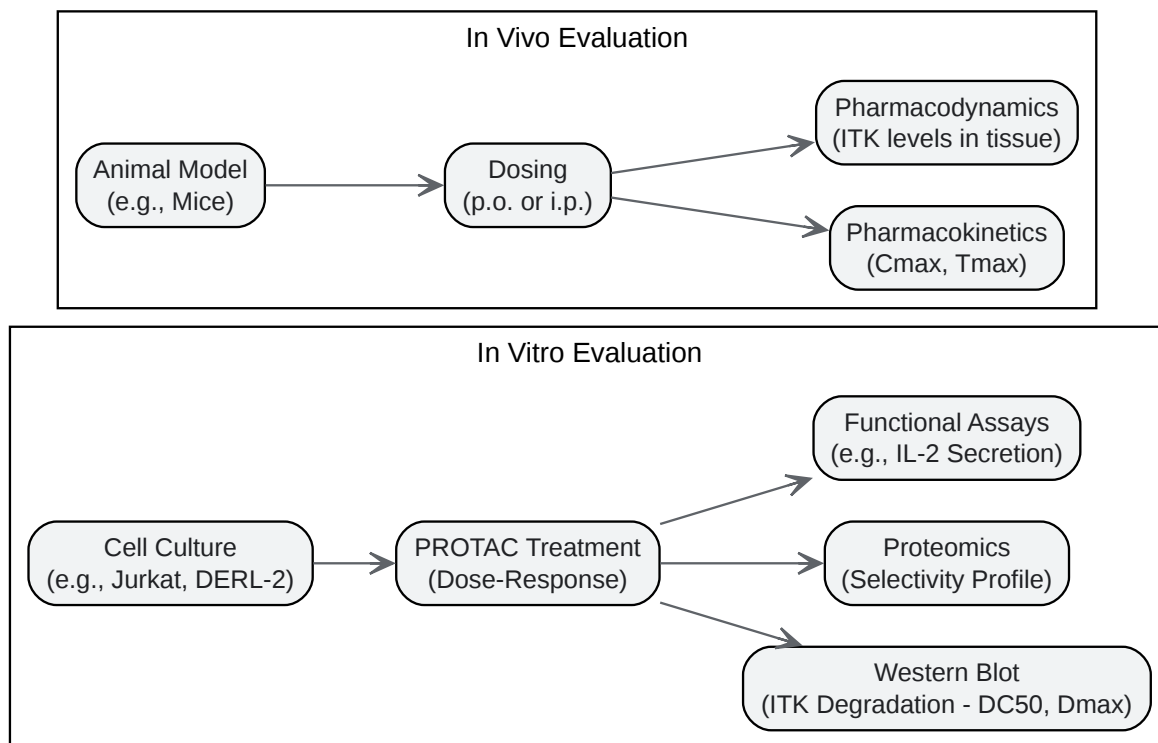 In Vivo Evaluation
Animal Model
(e.g., Mice)
Dosing
(p.o. or i.p.)
Pharmacodynamics
(ITK levels in tissue)
Pharmacokinetics
(Cmax, Tmax)
In Vitro Evaluation
Cell Culture
(e.g., Jurkat, DERL-2)
PROTAC Treatment
(Dose-Response)
Functional Assays
(e.g., IL-2 Secretion)
Proteomics
(Selectivity Profile)
Western Blot
(ITK Degradation - DC50, Dmax)